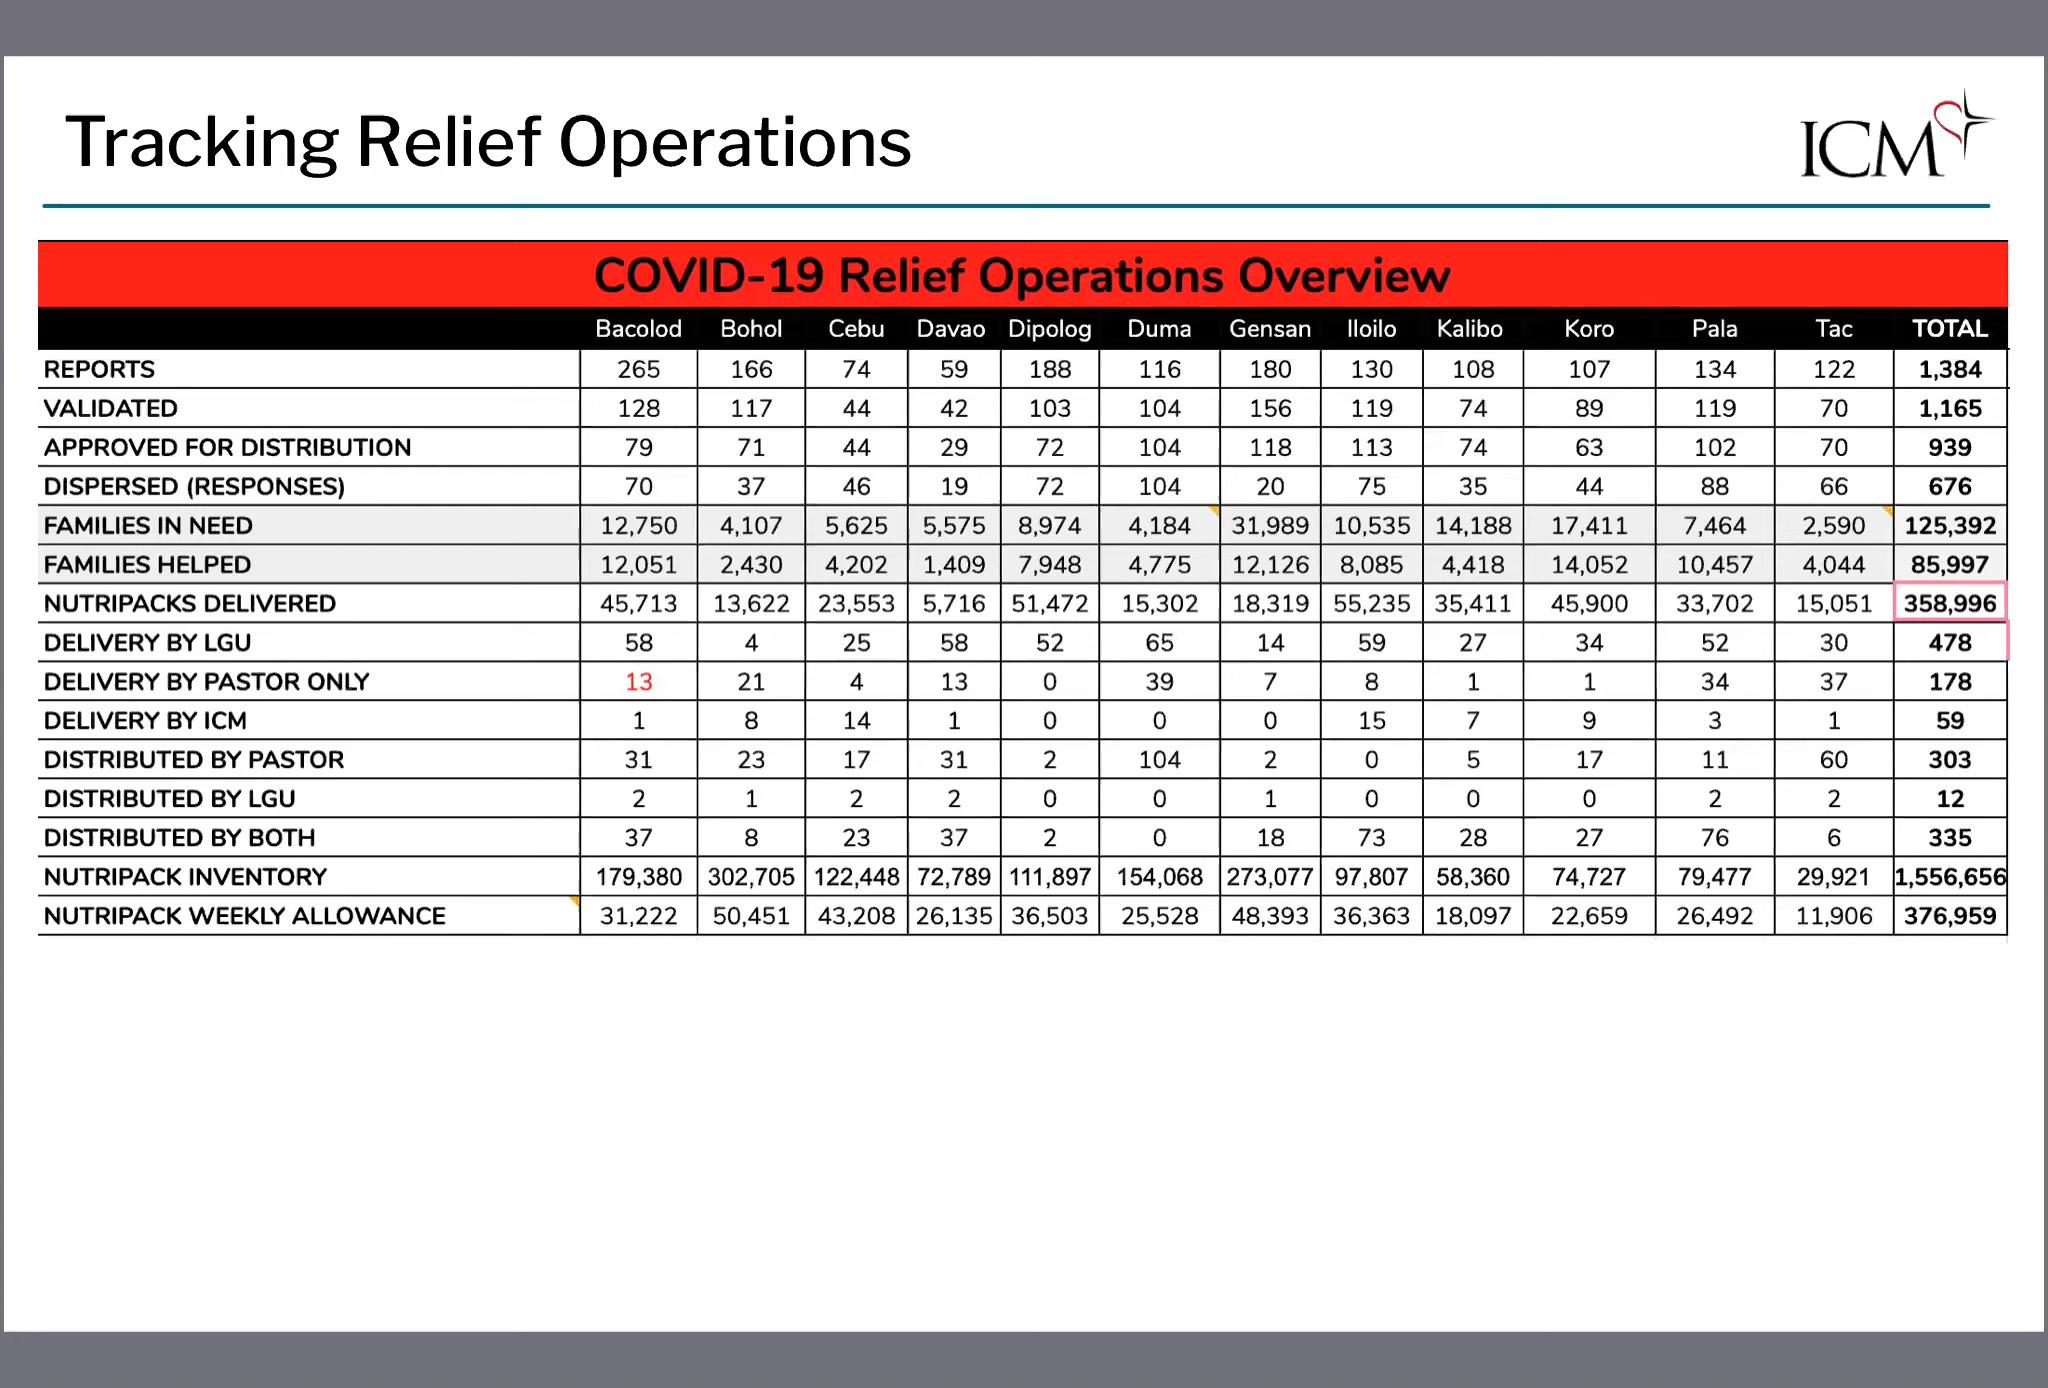 Tracking Relief Operations
ICM
COVID-19 Relief Operations Overview
Bacolod Bohol Cebu Davao Dipolog Duma Gensan Iloilo Kalibo Koro Pala Tac TOTAL
REPORTS 265 166 74 59 188 116 180 130 108 107 134 122 1,384
VALIDATED 128 117 44 42 103 104 156 119 74 89 119 70 1,165
APPROVED FOR DISTRIBUTION 79 71 44 29 72 104 118 113 74 63 102 70 939
DISPERSED (RESPONSES) 70 37 46 19 72 104 20 75 35 44 88 66 676
FAMILIES IN NEED 12,750 4,107 5,625 5,575 8,974 4,184 31,989 10,535 14,188 17,411 7,464 2,590 125,392
FAMILIES HELPED 12,051 2,430 4,202 1,409 7,948 4,775 12,126 8,085 4,418 14,052 10,457 4,044 85,997
NUTRIPACKS DELIVERED 45,713 13,622 23,553 5,716 51,472 15,302 18,319 55,235 35,411 45,900 33,702 15,051 358,996
DELIVERY BY LGU 58 4 25 58 52 65 14 59 27 34 52 30 478
DELIVERY BY PASTOR ONLY 13 21 4 13 0 39 7 8 1 1 34 37 178
DELIVERY BY ICM 1 8 14 1 0 0 0 15 7 9 3 1 59
DISTRIBUTED BY PASTOR 31 23 17 31 2 104 2 0 5 17 11 60 303
DISTRIBUTED BY LGU 2 1 2 2 0 0 1 0 0 0 2 2 12
DISTRIBUTED BY BOTH 37 8 23 37 2 0 18 73 28 27 76 6 335
NUTRIPACK INVENTORY 179,380 302,705 122,448 72,789 111,897 154,068 273,077 97,807 58,360 74,727 79,477 29,921 1,556,656
NUTRIPACK WEEKLY ALLOWANCE 31,222 50,451 43,208 26,135 36,503 25,528 48,393 36,363 18,097 22,659 26,492 11,906 376,959